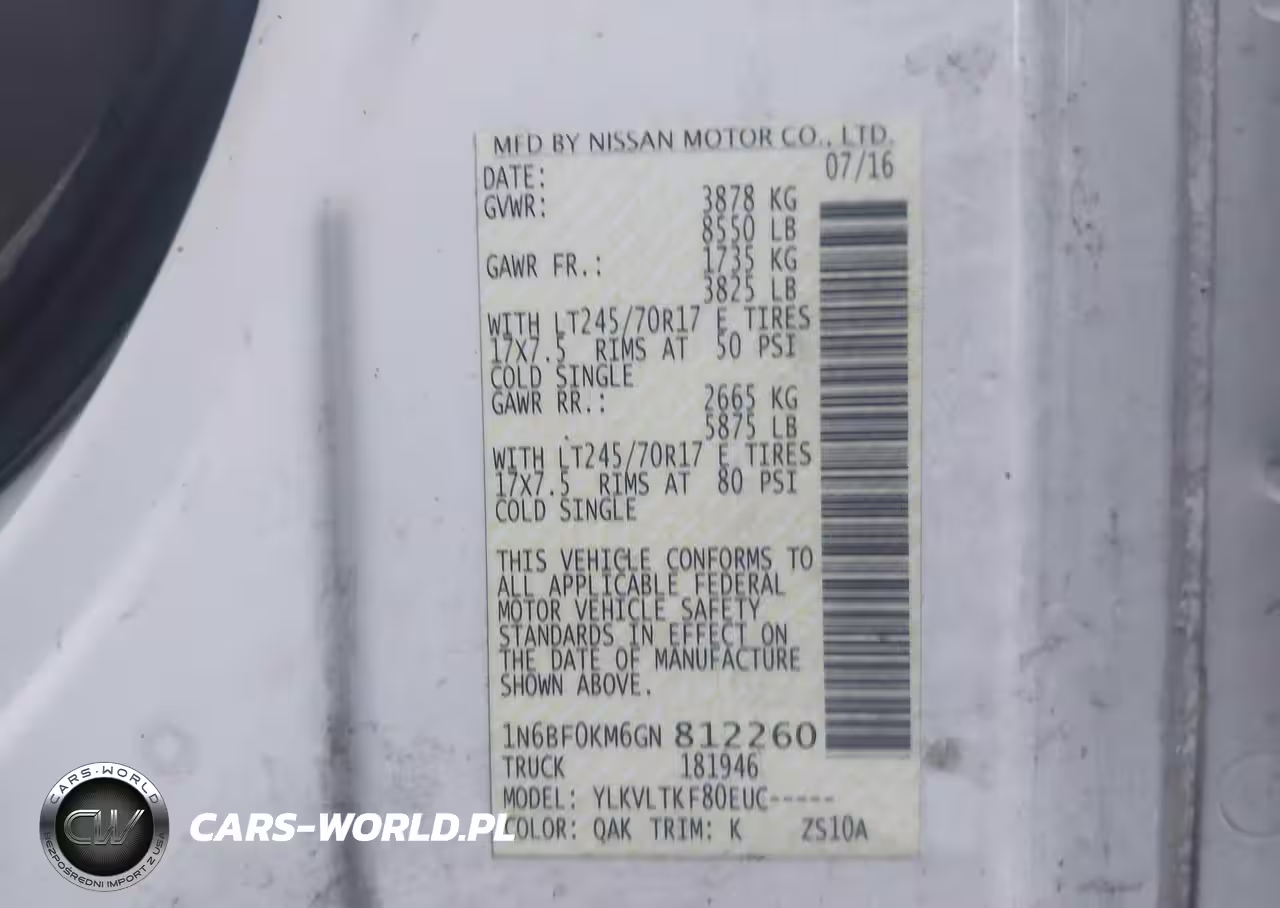 MFD BY NISSAN MOTOR CO., LTD.
DATE: 07/16
GVWR: 3878 KG
8550 LB
GAWR FR.: 1735 KG
3825 LB
WITH LT245/70R17 E TIRES
17X7.5 RIMS AT 50 PSI
COLD SINGLE
GAWR RR.: 2665 KG
5875 LB
WITH LT245/70R17 E TIRES
17X7.5 RIMS AT 80 PSI
COLD SINGLE
THIS VEHICLE CONFORMS TO
ALL APPLICABLE FEDERAL
MOTOR VEHICLE SAFETY
STANDARDS IN EFFECT ON
THE DATE OF MANUFACTURE
SHOWN ABOVE.
1N6BF0KM6GN 812260
TRUCK 181946
MODEL: YLKVLTKF80EUC-----
COLOR: QAK TRIM: K ZS10A
CARS-WORLD
CW
BEZPOŚREDNI IMPORT Z USA
CARS-WORLD.PL